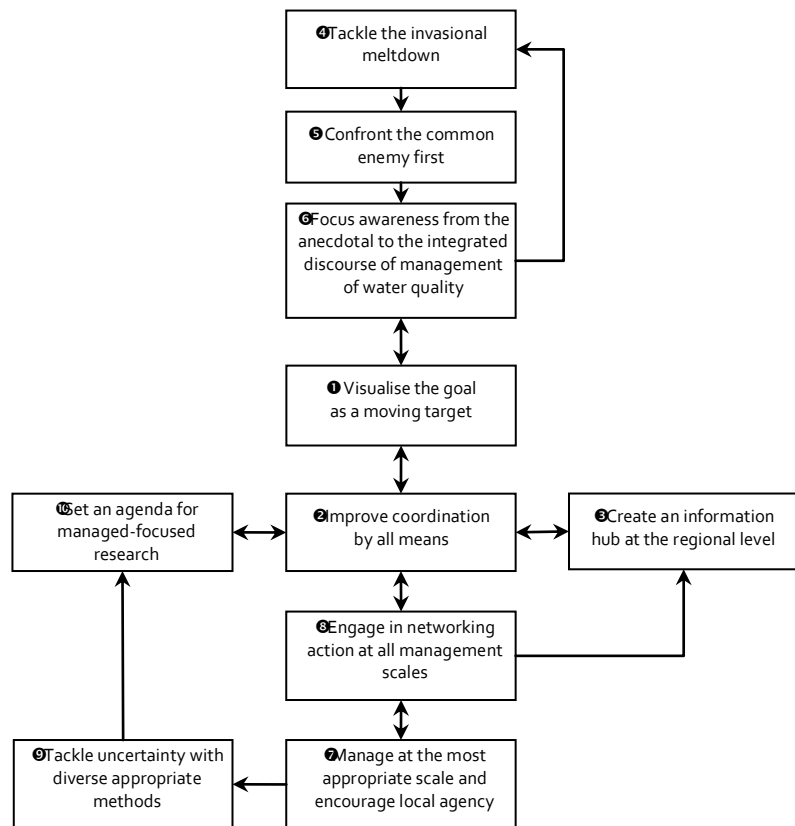 ❹Tackle the invasional
meltdown
❺Confront the common
enemy first
❻Focus awareness from the
anecdotal to the integrated
discourse of management
of water quality
❶ Visualise the goal
as a moving target
❿Set an agenda for
managed-focused
research
❷Improve coordination
by all means
❸Create an information
hub at the regional level
❽Engage in networking
action at all management
scales
❾Tackle uncertainty with
diverse appropriate
methods
❼Manage at the most
appropriate scale and
encourage local agency